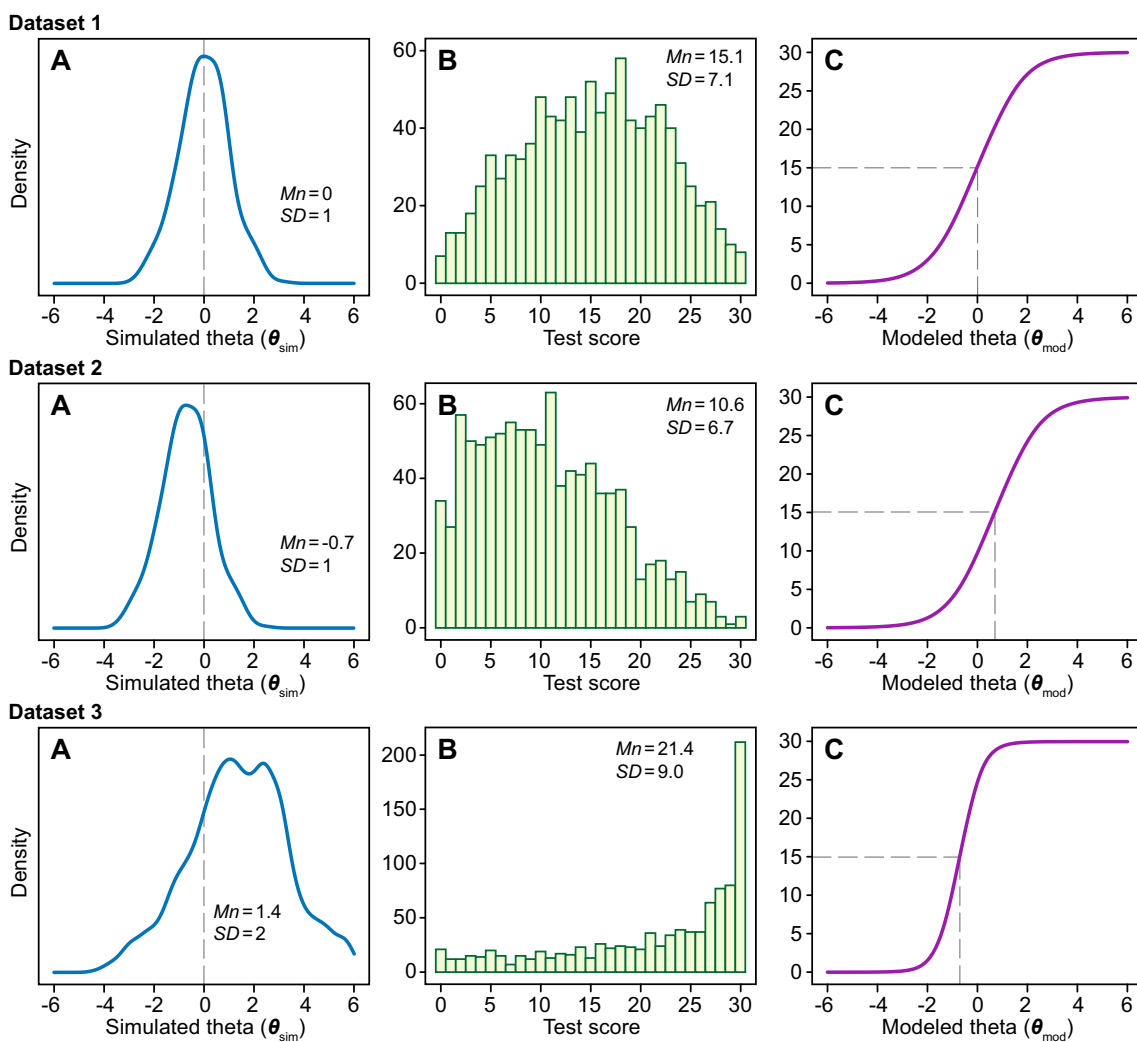 Dataset 1
A
Mn=0
SD=1
Density
-6 -4 -2 0 2 4 6
Simulated theta (θsim)
B
Mn=15.1
SD=7.1
60
40
20
0
0 5 10 15 20 25 30
Test score
C
30
25
20
15
10
5
0
-6 -4 -2 0 2 4 6
Modeled theta (θmod)
Dataset 2
A
Mn=-0.7
SD=1
Density
-6 -4 -2 0 2 4 6
Simulated theta (θsim)
B
Mn=10.6
SD=6.7
60
40
20
0
0 5 10 15 20 25 30
Test score
C
30
25
20
15
10
5
0
-6 -4 -2 0 2 4 6
Modeled theta (θmod)
Dataset 3
A
Mn=1.4
SD=2
Density
-6 -4 -2 0 2 4 6
Simulated theta (θsim)
B
Mn=21.4
SD=9.0
200
150
100
50
0
0 5 10 15 20 25 30
Test score
C
30
25
20
15
10
5
0
-6 -4 -2 0 2 4 6
Modeled theta (θmod)